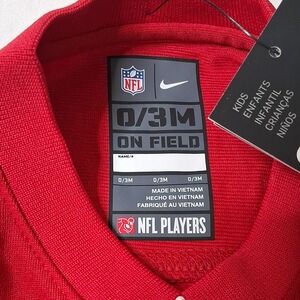 NFL
0/3M
ON FIELD
NAME/#
0/3M 0/3M 0/3M
MADE IN VIETNAM
HECHO EN VIETNAM
FABRIQUÉ AU VIETNAM
NFL PLAYERS
KIDS
ENFANTS
INFANTIL
CRIANÇAS
NIÑOS